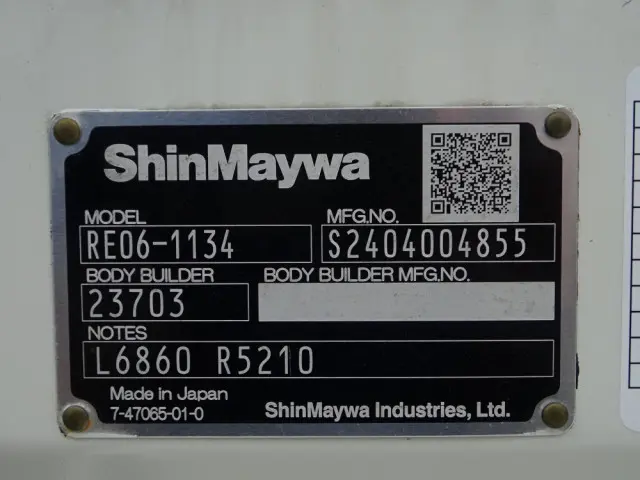 ShinMaywa
MODEL MFG.NO.
RE06-1134 S2404004855
BODY BUILDER BODY BUILDER MFG.NO.
23703
NOTES
L6860 R5210
Made in Japan
7-47065-01-0 ShinMaywa Industries, Ltd.